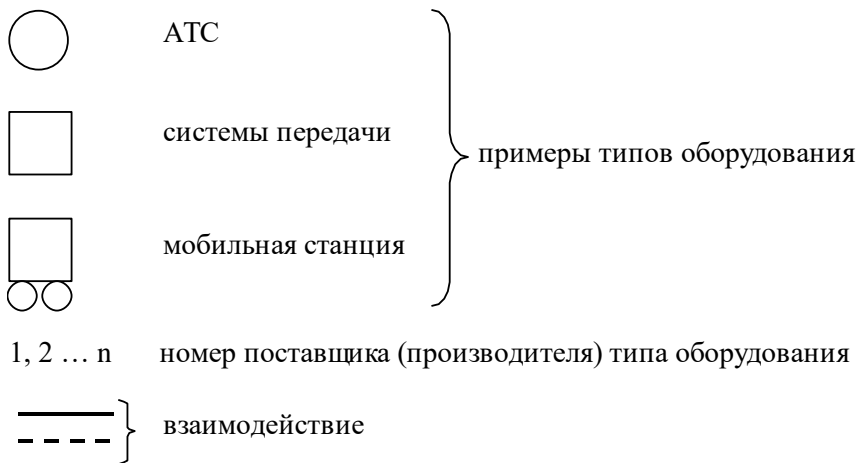 АТС
системы передачи
примеры типов оборудования
мобильная станция
1, 2 … n номер поставщика (производителя) типа оборудования
взаимодействие